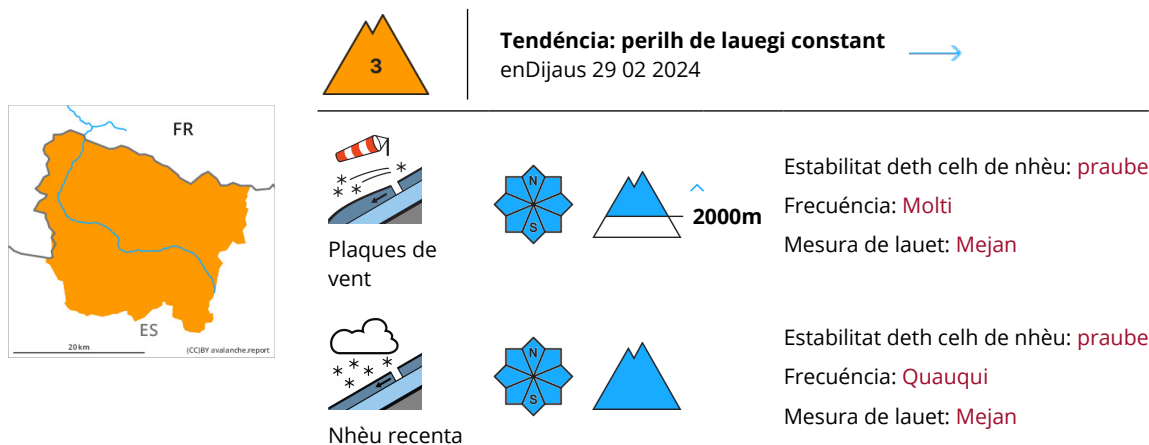 3
Tendéncia: perilh de lauegi constant
enDijaus 29 02 2024
FR
ES
20 km
(CC)BY avalanche.report
N
S
Plaques de
vent
2000m
Estabilitat deth celh de nhèu: praube
Frecuéncia: Molti
Mesura de lauet: Mejan
N
S
Nhèu recenta
Estabilitat deth celh de nhèu: praube
Frecuéncia: Quauqui
Mesura de lauet: Mejan